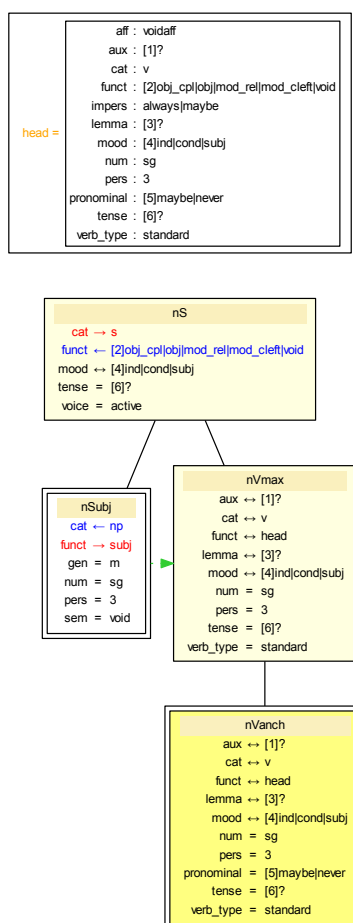 head =
aff : voidaff
aux : [1]?
cat : v
funct : [2]obj_cpl|obj|mod_rel|mod_cleft|void
impers : always|maybe
lemma : [3]?
mood : [4]ind|cond|subj
num : sg
pers : 3
pronominal : [5]maybe|never
tense : [6]?
verb_type : standard
nS
cat → s
funct ← [2]obj_cpl|obj|mod_rel|mod_cleft|void
mood ↔ [4]ind|cond|subj
tense = [6]?
voice = active
nSubj
cat ← np
funct → subj
gen = m
num = sg
pers = 3
sem = void
nVmax
aux ↔ [1]?
cat ↔ v
funct ↔ head
lemma ↔ [3]?
mood ↔ [4]ind|cond|subj
num = sg
pers = 3
tense = [6]?
verb_type = standard
nVanch
aux ↔ [1]?
cat ↔ v
funct ↔ head
lemma ↔ [3]?
mood ↔ [4]ind|cond|subj
num = sg
pers = 3
pronominal = [5]maybe|never
tense = [6]?
verb_type = standard